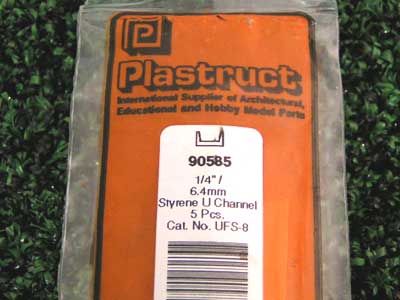 P
Plastruct
International Supplier of Architectural,
Educational and Hobby Model Parts
90585
1/4"/
6.4mm
Styrene U Channel
5 Pcs.
Cat. No. UFS-8